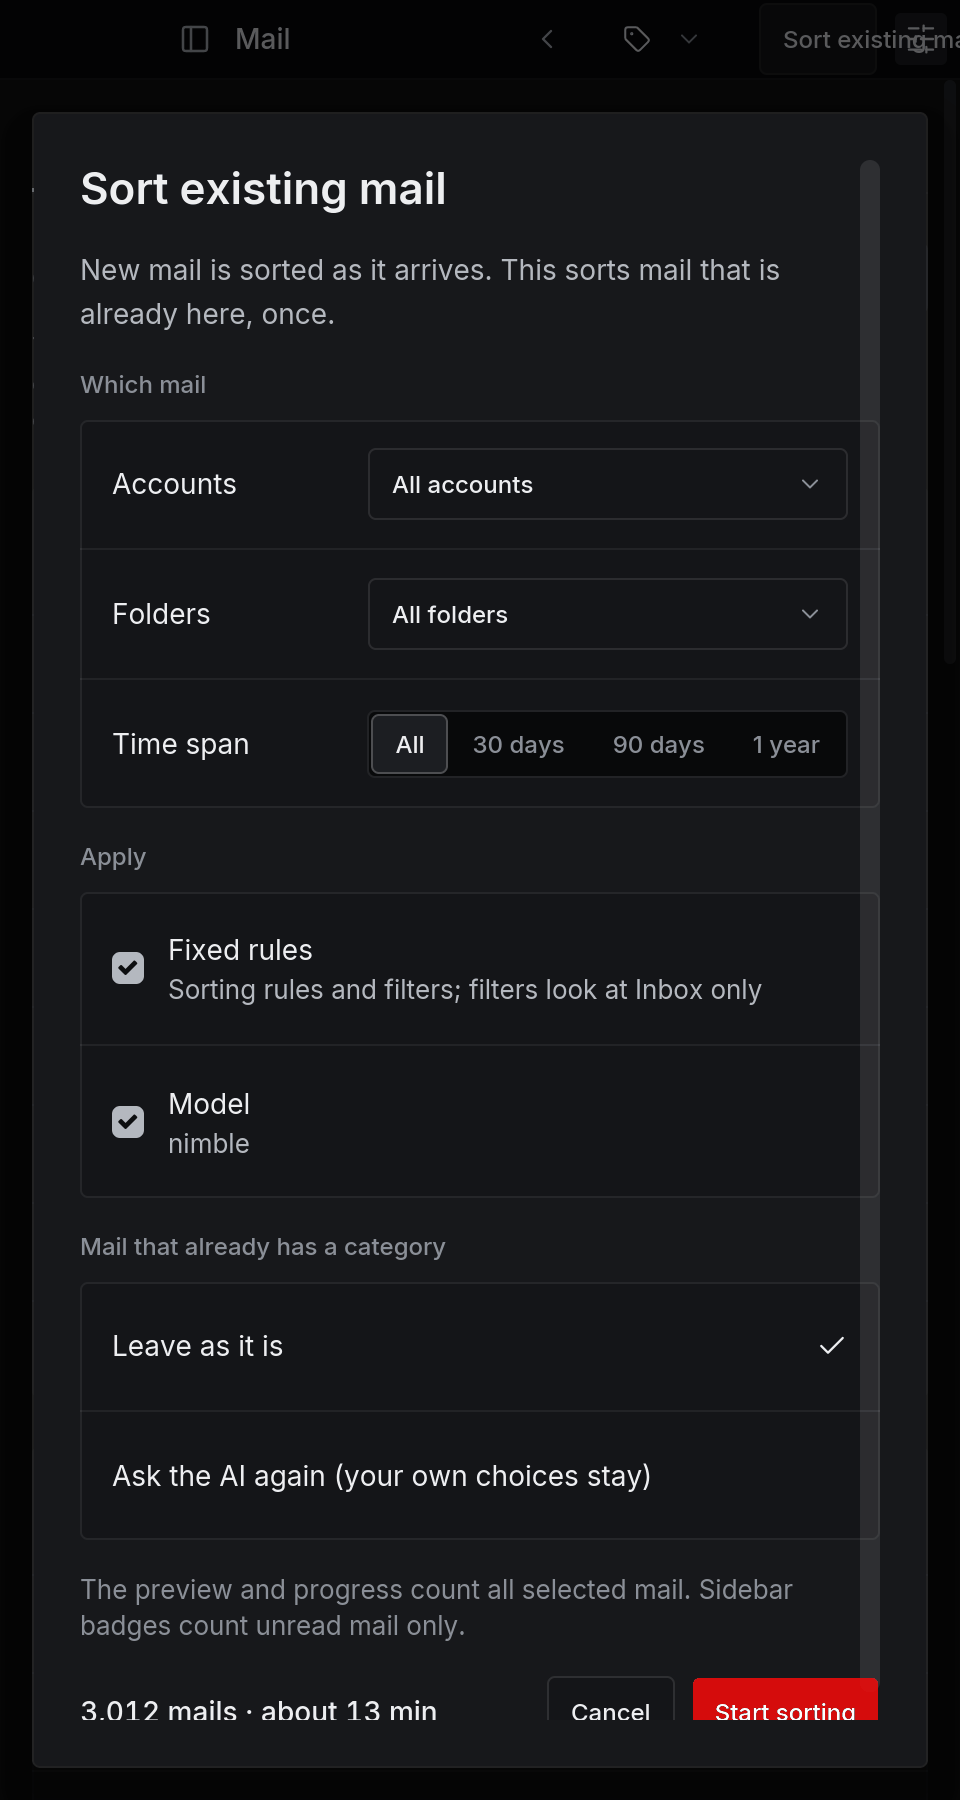 Mail
Sort existing ma
Sort existing mail
New mail is sorted as it arrives. This sorts mail that is
already here, once.
Which mail
Accounts
All accounts
Folders
All folders
Time span
All
30 days
90 days
1 year
Apply
Fixed rules
Sorting rules and filters; filters look at Inbox only
Model
nimble
Mail that already has a category
Leave as it is
Ask the AI again (your own choices stay)
The preview and progress count all selected mail. Sidebar
badges count unread mail only.
3.012 mails · about 13 min
Cancel
Start sorting